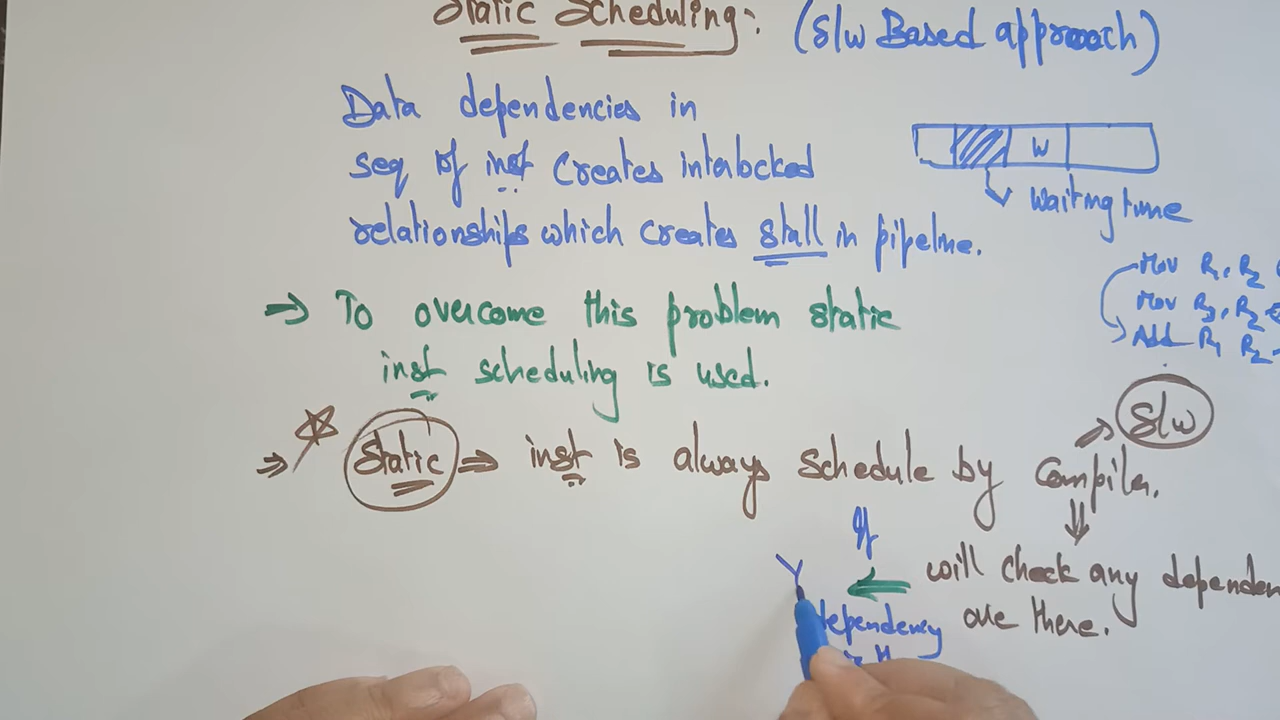 Static Scheduling: (S/w Based approach)
Data dependencies in
seq of inst creates interlocked
relationships which creates stall in pipeline.
W
Waiting time
Mov R1, R2
Mov R3, R2
Add R1 R2
⇒ To overcome this problem static
inst scheduling is used.
⇒ Static ⇒ inst is always schedule by Compiler.
→ S/w
will check any dependen
are there.
If
dependency
Y